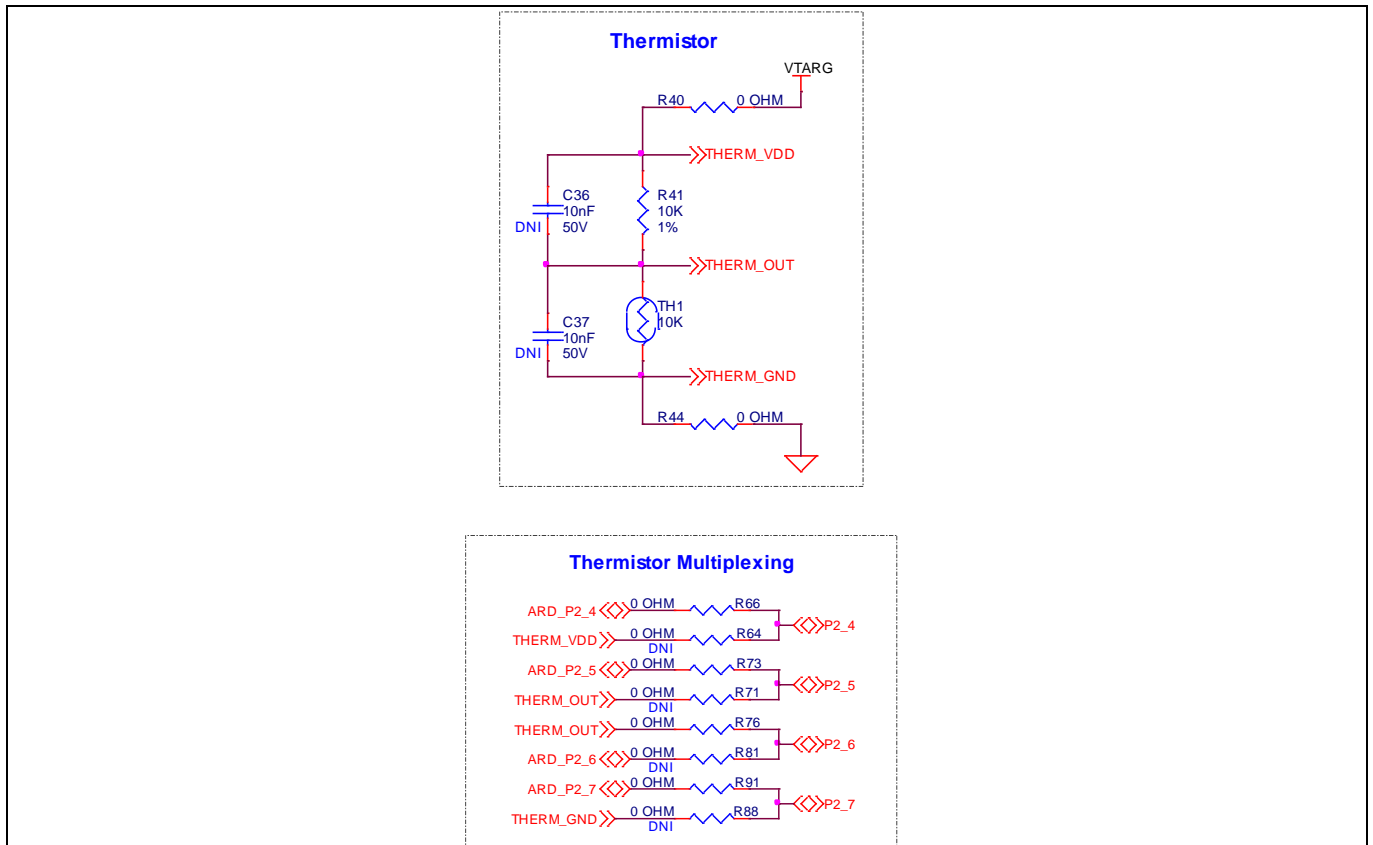 Thermistor
VTARG
R40 0 OHM
THERM_VDD
C36
10nF
50V
DNI
R41
10K
1%
THERM_OUT
TH1
10K
C37
10nF
50V
DNI
THERM_GND
R44 0 OHM
Thermistor Multiplexing
ARD_P2_4 0 OHM R66
P2_4
THERM_VDD 0 OHM R64
DNI
ARD_P2_5 0 OHM R73
P2_5
THERM_OUT 0 OHM R71
DNI
THERM_OUT 0 OHM R76
P2_6
ARD_P2_6 0 OHM R81
DNI
ARD_P2_7 0 OHM R91
P2_7
THERM_GND 0 OHM R88
DNI